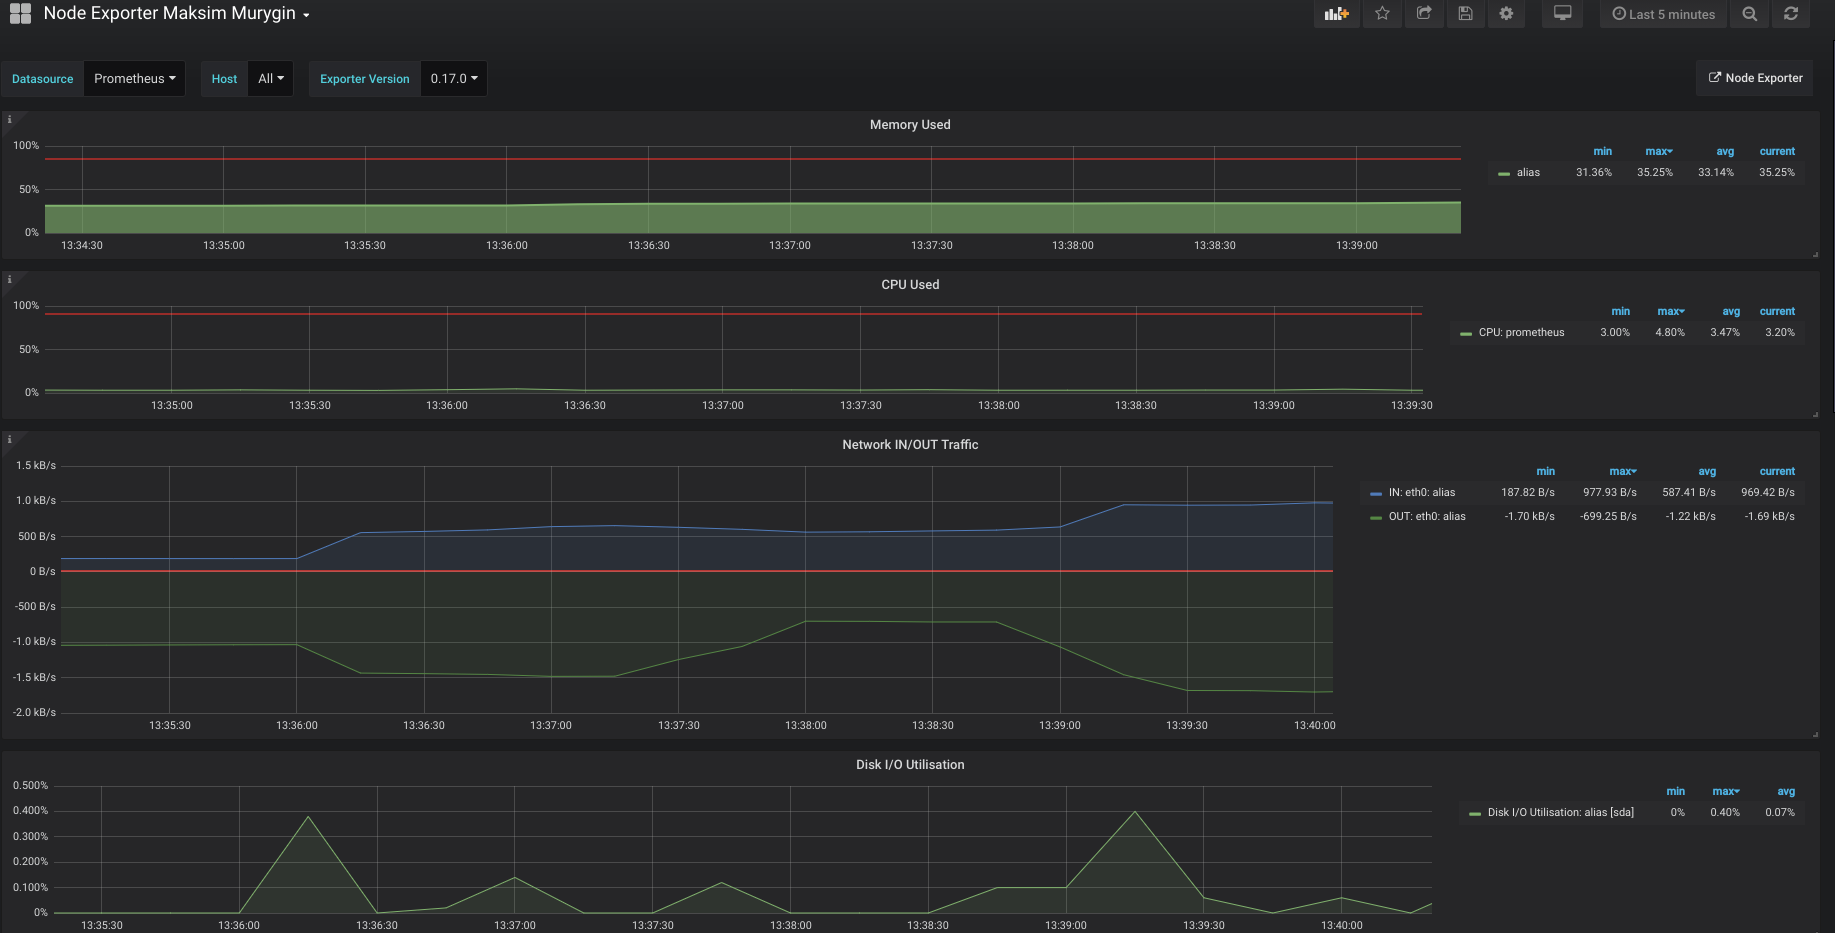 Node Exporter Maksim Murygin
Last 5 minutes
Datasource Prometheus Host All Exporter Version 0.17.0 Node Exporter
Memory Used
100%
50%
0%
13:34:30 13:35:00 13:35:30 13:36:00 13:36:30 13:37:00 13:37:30 13:38:00 13:38:30 13:39:00
min max avg current
alias 31.36% 35.25% 33.14% 35.25%
CPU Used
100%
50%
0%
13:35:00 13:35:30 13:36:00 13:36:30 13:37:00 13:37:30 13:38:00 13:38:30 13:39:00 13:39:30
min max avg current
CPU: prometheus 3.00% 4.80% 3.47% 3.20%
Network IN/OUT Traffic
1.5 kB/s
1.0 kB/s
500 B/s
0 B/s
-500 B/s
-1.0 kB/s
-1.5 kB/s
-2.0 kB/s
13:35:30 13:36:00 13:36:30 13:37:00 13:37:30 13:38:00 13:38:30 13:39:00 13:39:30 13:40:00
min max avg current
IN: eth0: alias 187.82 B/s 977.93 B/s 587.41 B/s 969.42 B/s
OUT: eth0: alias -1.70 kB/s -699.25 B/s -1.22 kB/s -1.69 kB/s
Disk I/O Utilisation
0.500%
0.400%
0.300%
0.200%
0.100%
0%
13:35:30 13:36:00 13:36:30 13:37:00 13:37:30 13:38:00 13:38:30 13:39:00 13:39:30 13:40:00
min max avg
Disk I/O Utilisation: alias [sda] 0% 0.40% 0.07%